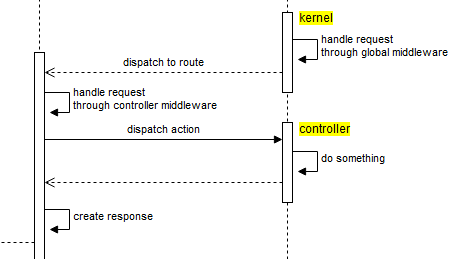 kernel
handle request
through global middleware
dispatch to route
handle request
through controller middleware
dispatch action
controller
do something
create response